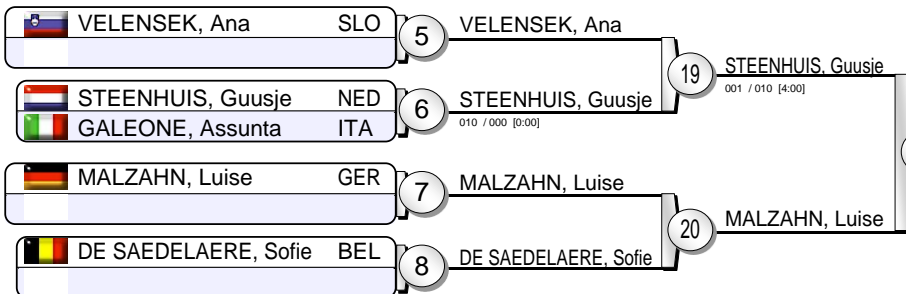 VELENSEK, Ana SLO
5
VELENSEK, Ana
19
STEENHUIS, Guusje
001 / 010 [4:00]
STEENHUIS, Guusje NED
GALEONE, Assunta ITA
6
STEENHUIS, Guusje
010 / 000 [0:00]
MALZAHN, Luise GER
7
MALZAHN, Luise
20
MALZAHN, Luise
DE SAEDELAERE, Sofie BEL
8
DE SAEDELAERE, Sofie